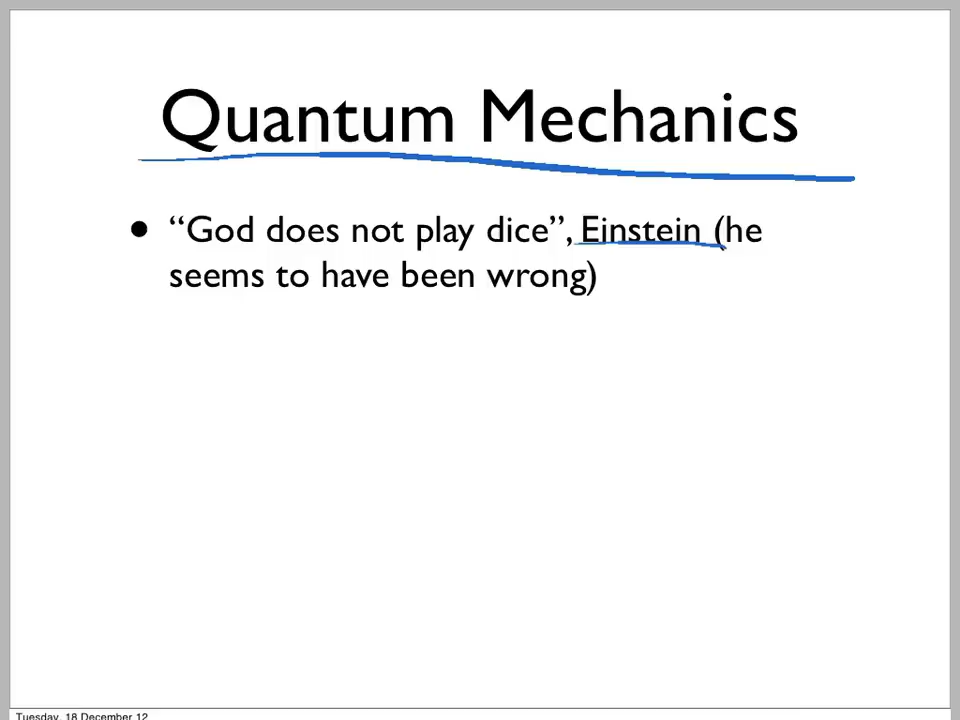 Quantum Mechanics
• “God does not play dice”, Einstein (he
seems to have been wrong)
Tuesday, 18 December 12